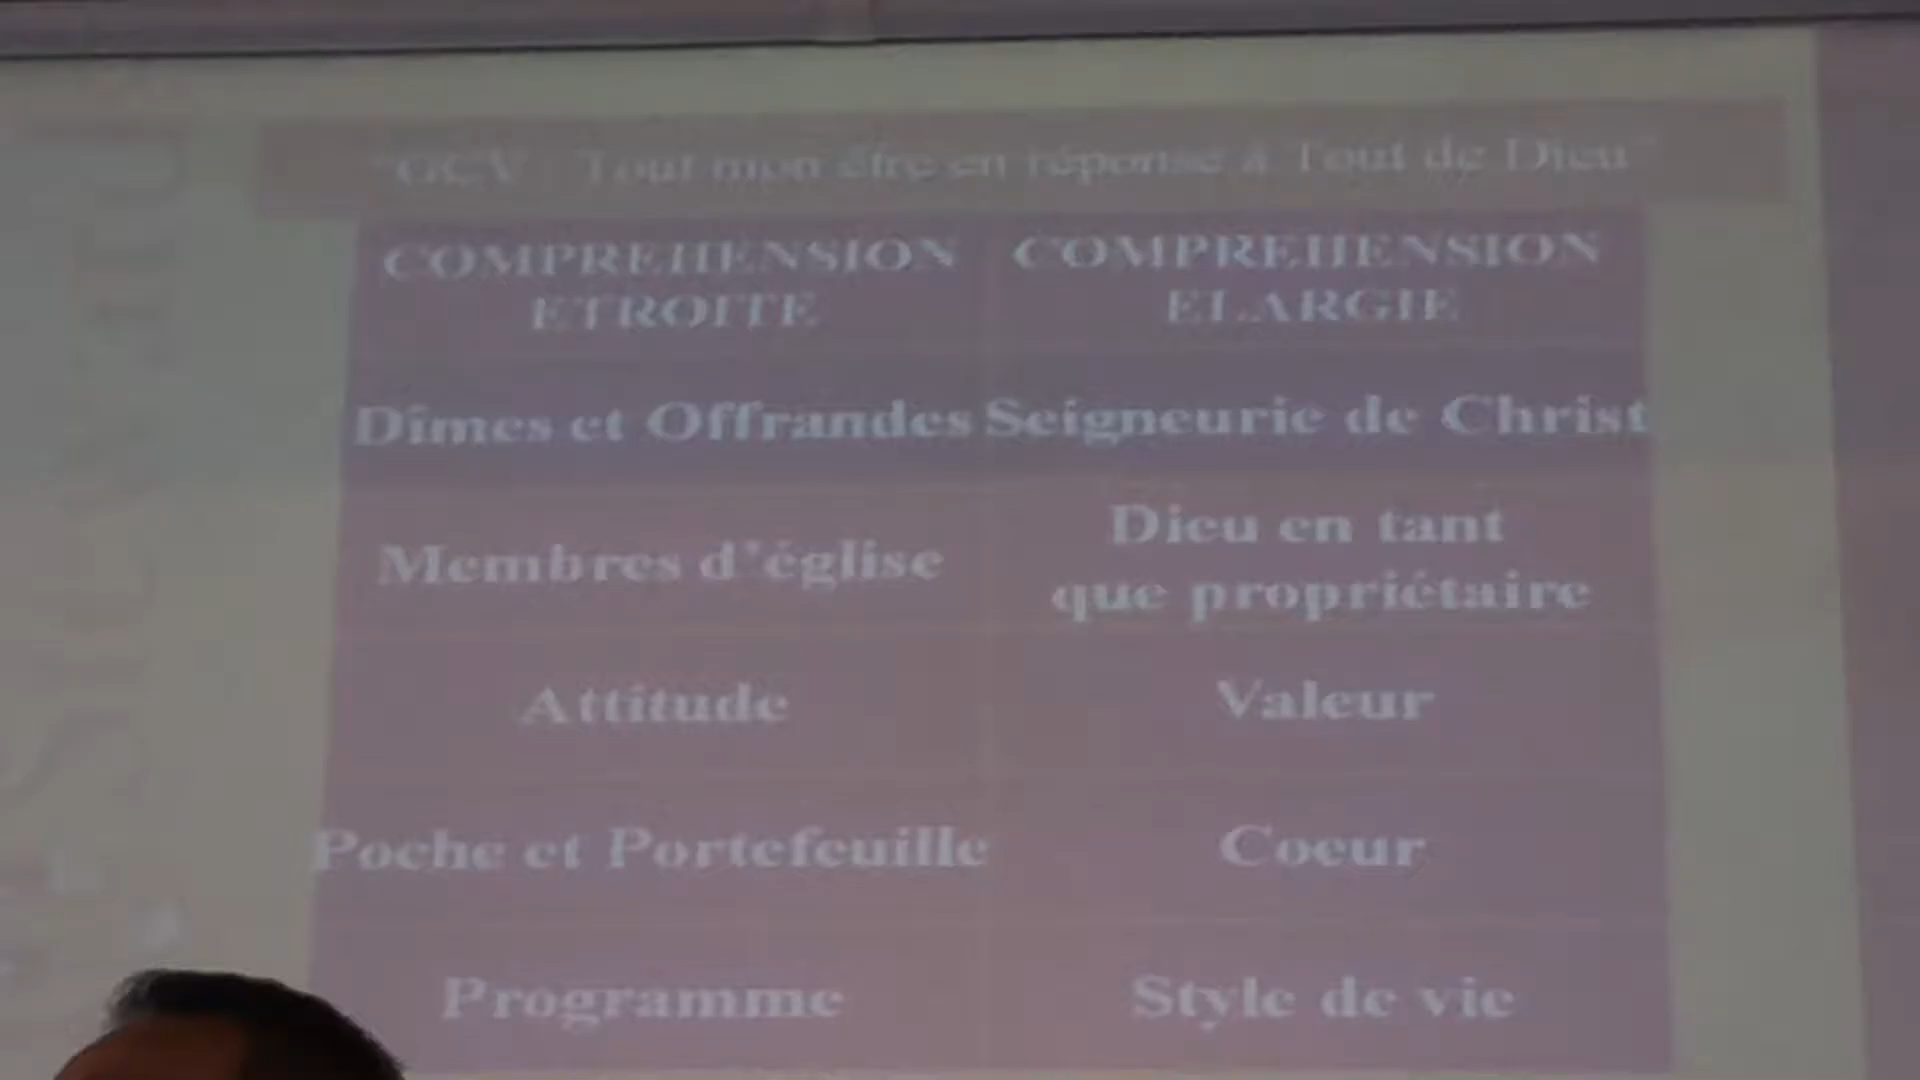 "GCV : Tout mon être en réponse à Tout de Dieu"
COMPREHENSION COMPREHENSION
ETROITE ELARGIE
Dîmes et Offrandes Seigneurie de Christ
Membres d'église Dieu en tant
que propriétaire
Attitude Valeur
Poche et Portefeuille Coeur
Programme Style de vie